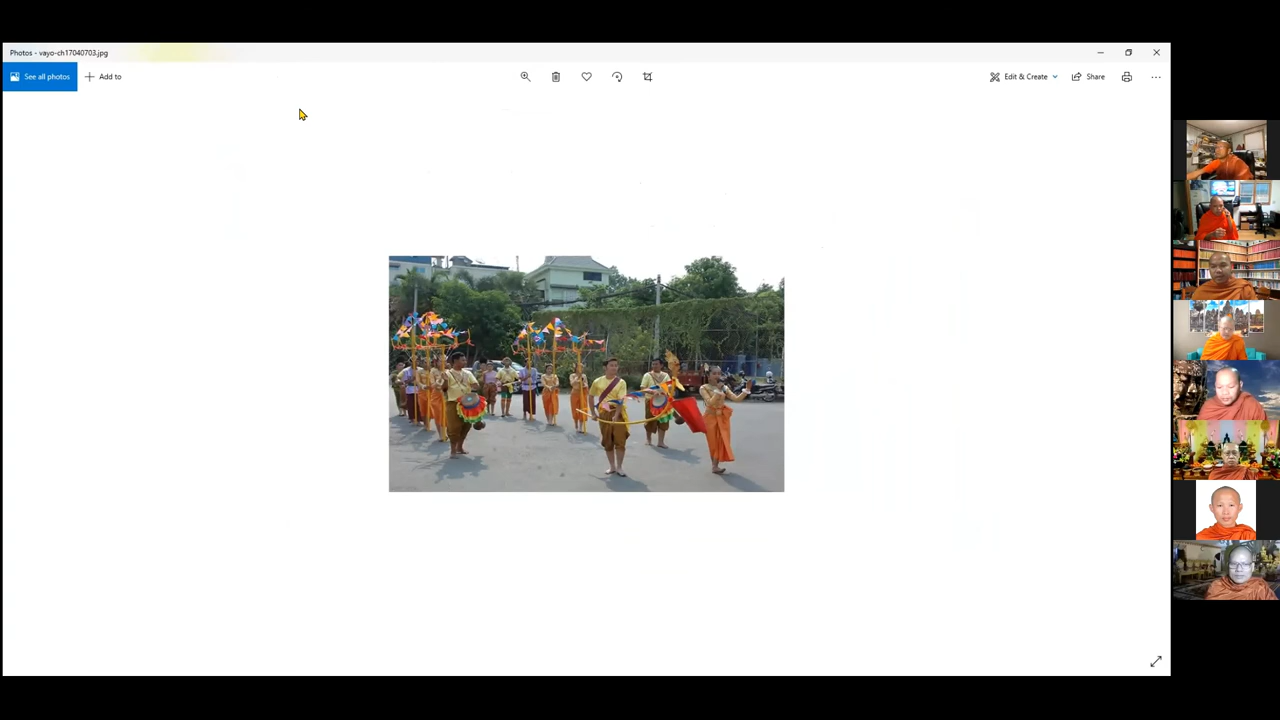 Photos - vayo-ch17040703.jpg
See all photos
Add to
Edit & Create
Share